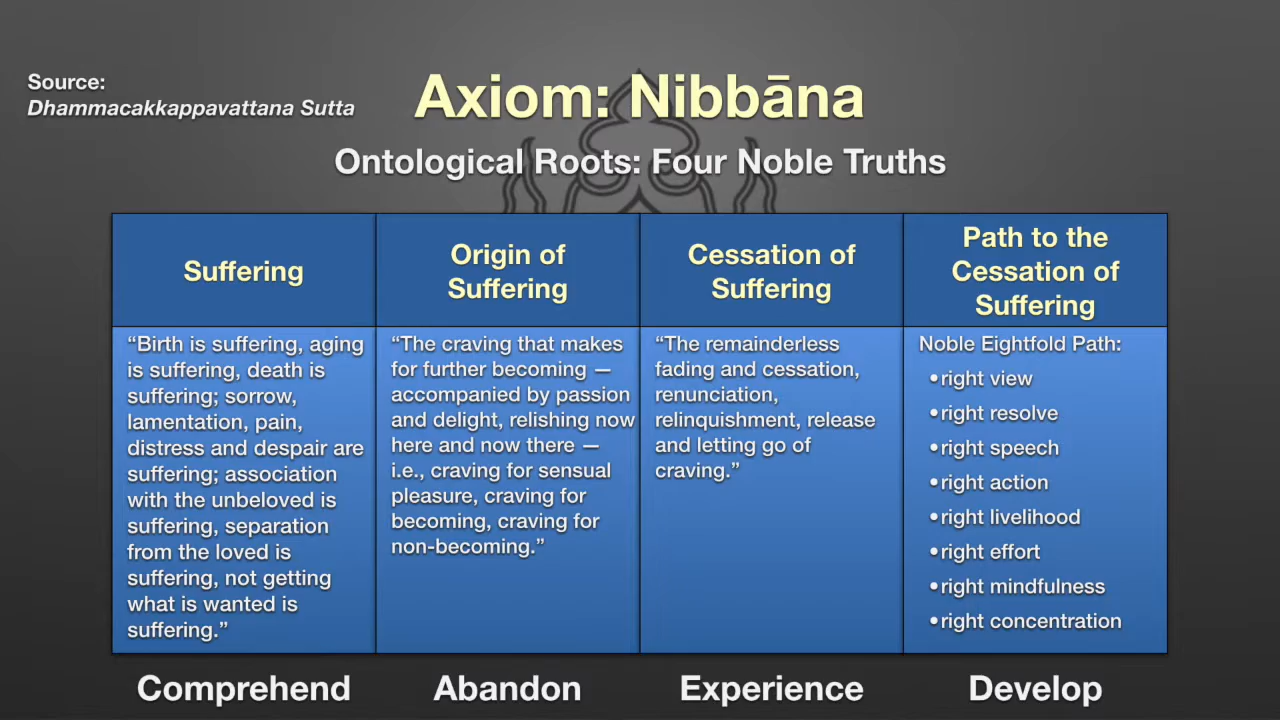 Source:
Dhammacakkappavattana Sutta
Axiom: Nibbāna
Ontological Roots: Four Noble Truths
Suffering
“Birth is suffering, aging
is suffering, death is
suffering; sorrow,
lamentation, pain,
distress and despair are
suffering; association
with the unbeloved is
suffering, separation
from the loved is
suffering, not getting
what is wanted is
suffering.”
Comprehend
Origin of
Suffering
“The craving that makes
for further becoming —
accompanied by passion
and delight, relishing now
here and now there —
i.e., craving for sensual
pleasure, craving for
becoming, craving for
non-becoming.”
Abandon
Cessation of
Suffering
“The remainderless
fading and cessation,
renunciation,
relinquishment, release
and letting go of
craving.”
Experience
Path to the
Cessation of
Suffering
Noble Eightfold Path:
•right view
•right resolve
•right speech
•right action
•right livelihood
•right effort
•right mindfulness
•right concentration
Develop